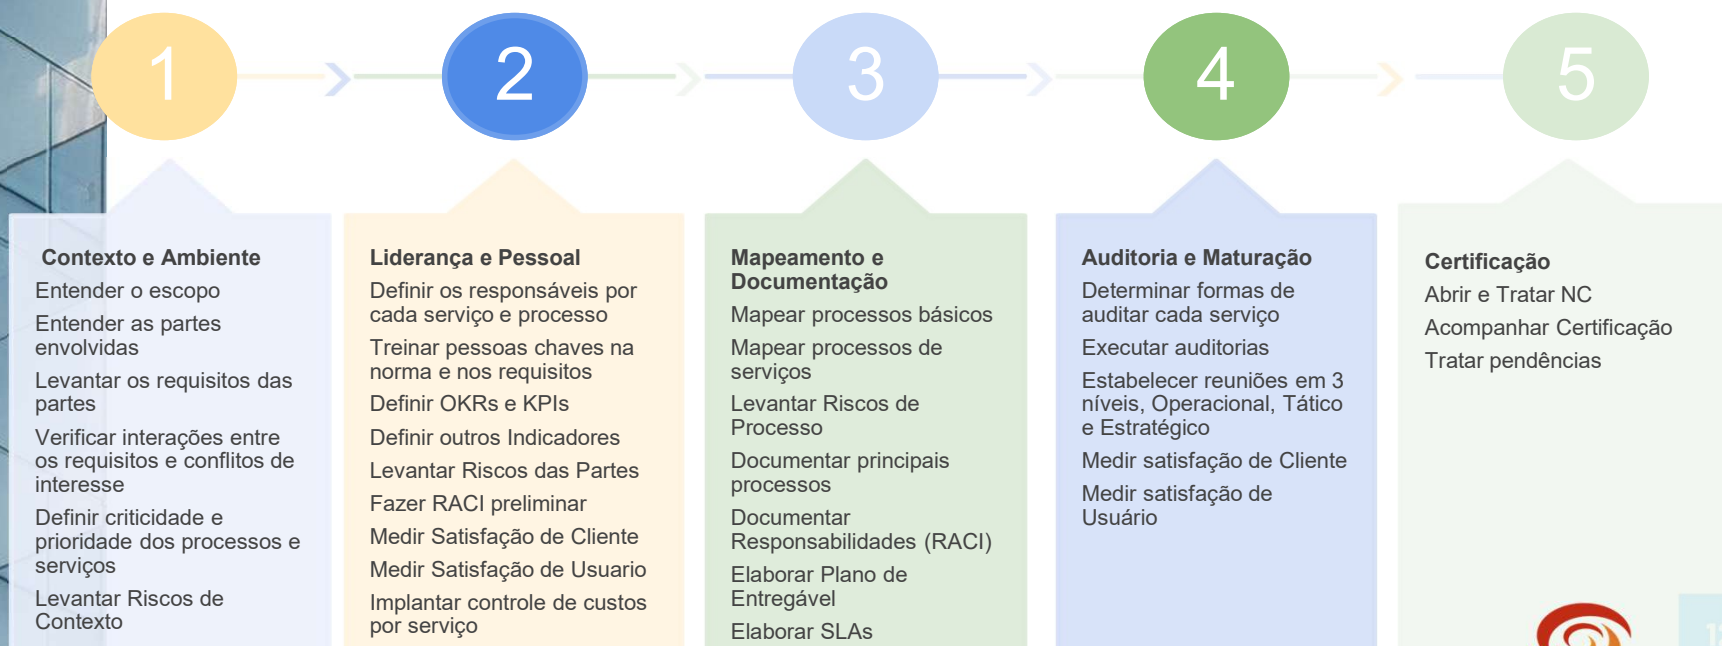 1
2
3
4
5
Contexto e Ambiente
Entender o escopo
Entender as partes
envolvidas
Levantar os requisitos das
partes
Verificar interações entre
os requisitos e conflitos de
interesse
Definir criticidade e
prioridade dos processos e
serviços
Levantar Riscos de
Contexto
Liderança e Pessoal
Definir os responsáveis por
cada serviço e processo
Treinar pessoas chaves na
norma e nos requisitos
Definir OKRs e KPIs
Definir outros Indicadores
Levantar Riscos das Partes
Fazer RACI preliminar
Medir Satisfação de Cliente
Medir Satisfação de Usuario
Implantar controle de custos
por serviço
Mapeamento e
Documentação
Mapear processos básicos
Mapear processos de
serviços
Levantar Riscos de
Processo
Documentar principais
processos
Documentar
Responsabilidades (RACI)
Elaborar Plano de
Entregável
Elaborar SLAs
Auditoria e Maturação
Determinar formas de
auditar cada serviço
Executar auditorias
Estabelecer reuniões em 3
níveis, Operacional, Tático
e Estratégico
Medir satisfação de Cliente
Medir satisfação de
Usuário
Certificação
Abrir e Tratar NC
Acompanhar Certificação
Tratar pendências